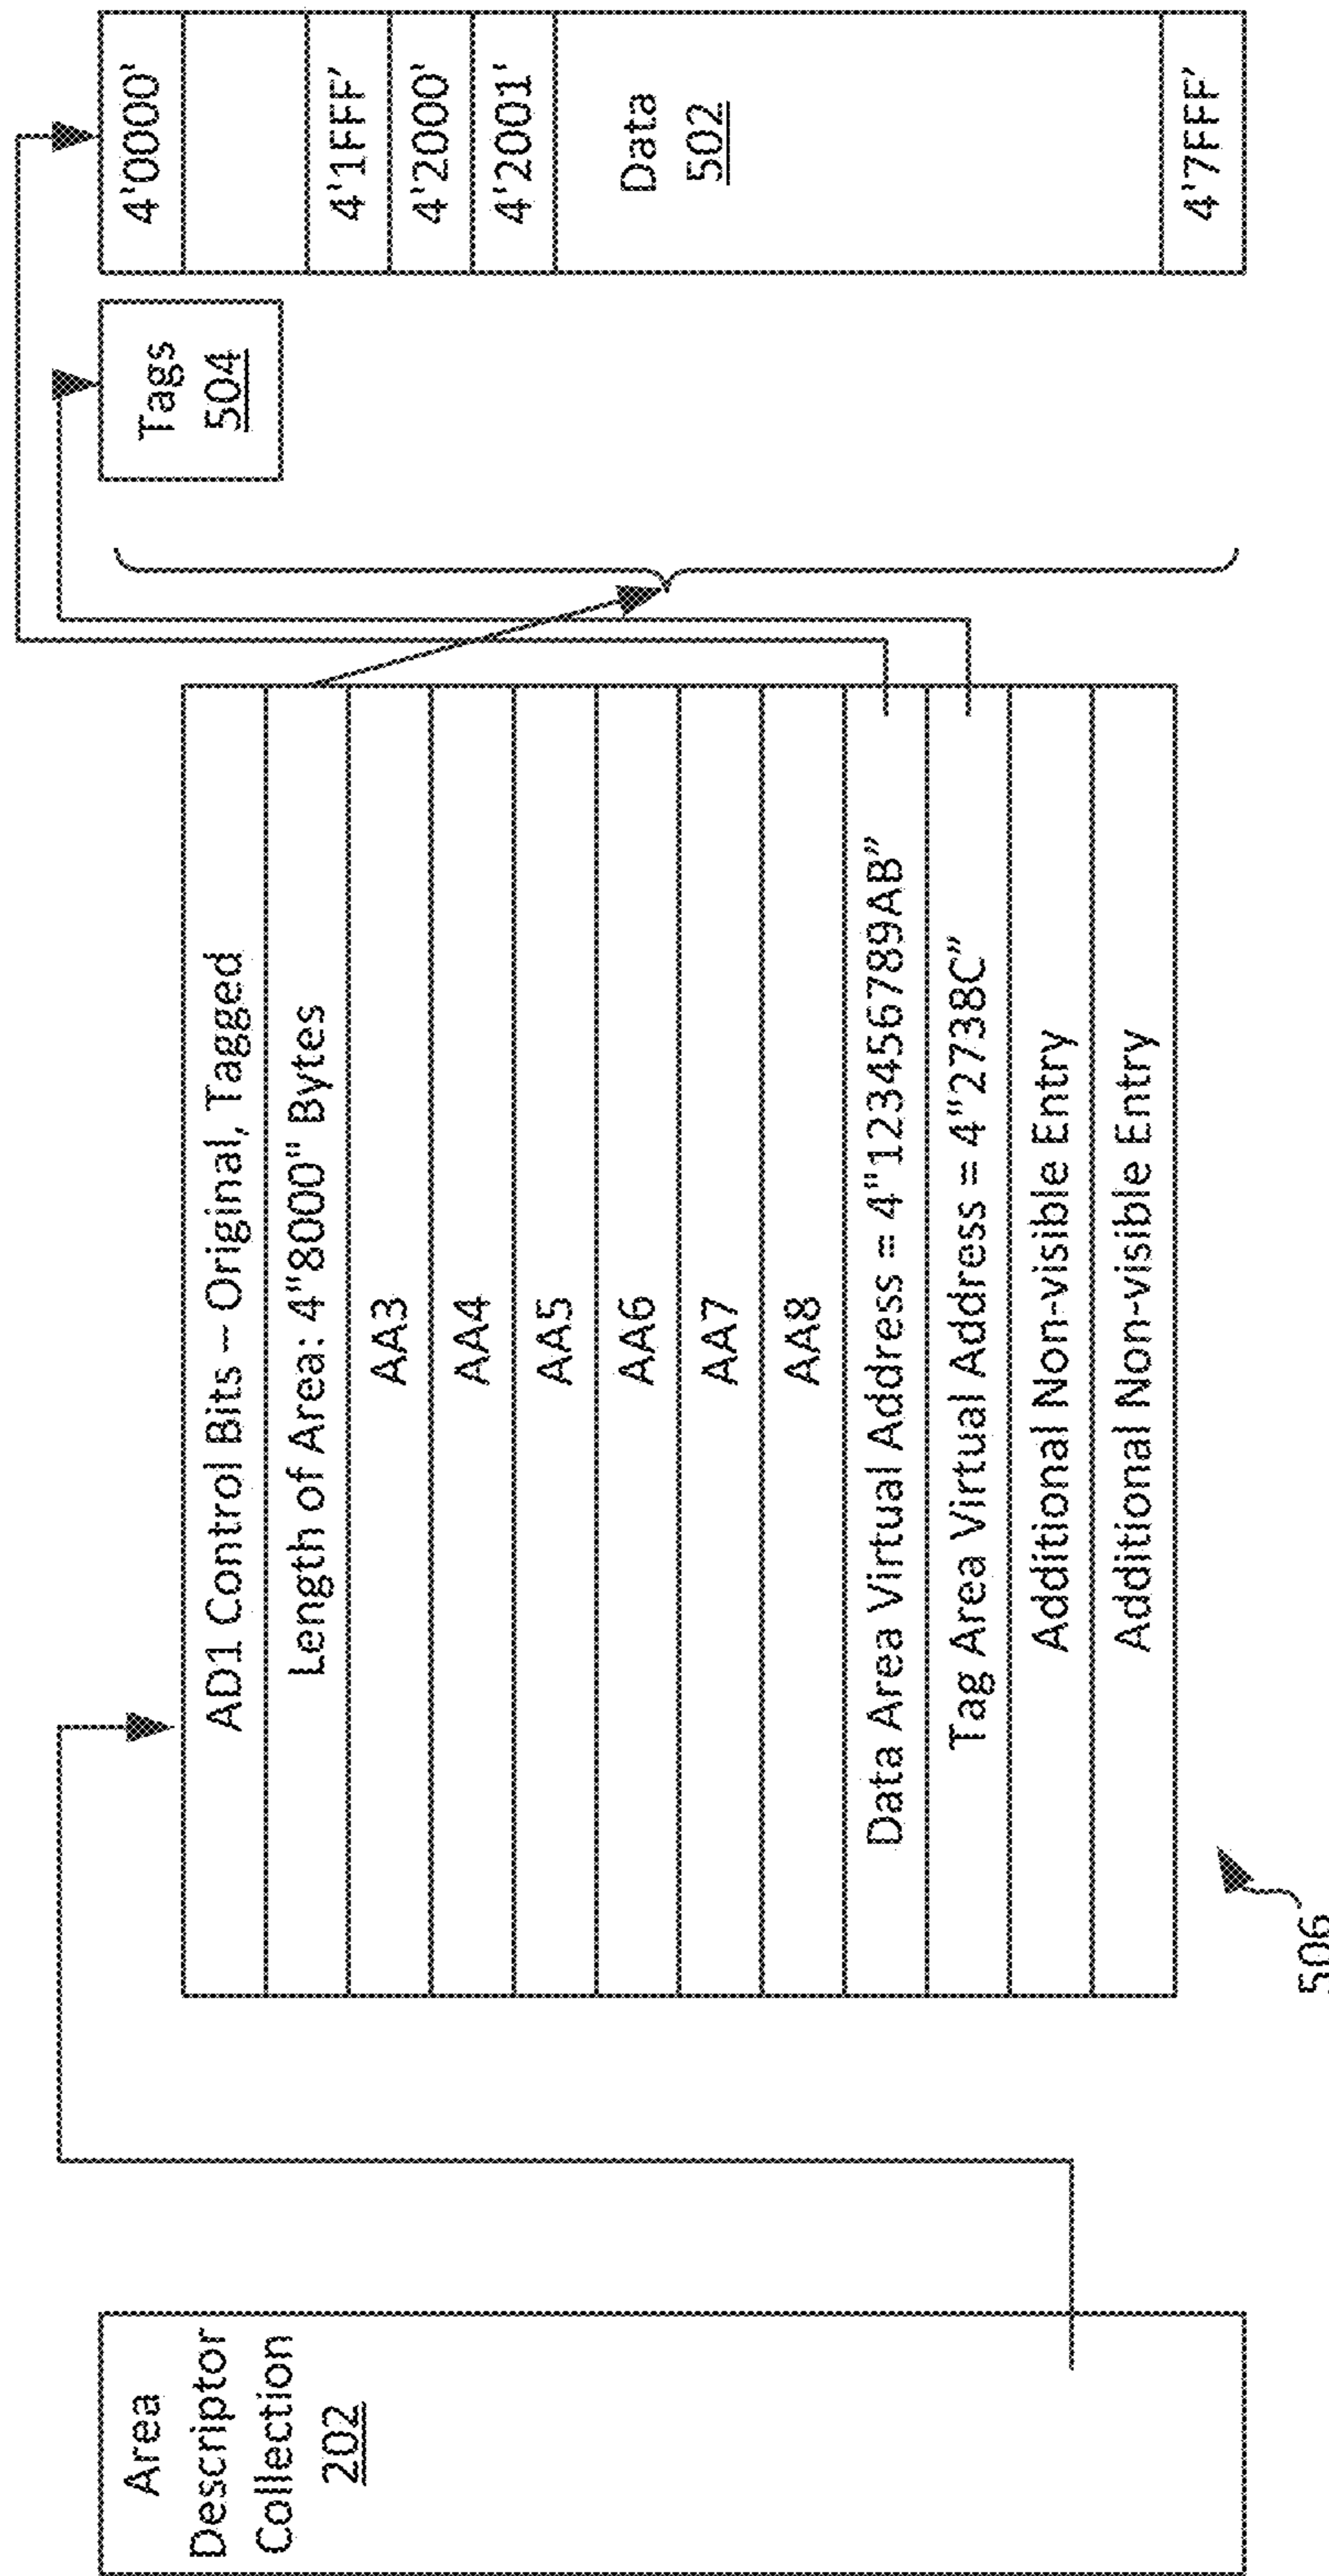 Area
Descriptor
Collection
202
AD1 Control Bits – Original, Tagged
Length of Area: 4"8000" Bytes
AA3
AA4
AA5
AA6
AA7
AA8
Data Area Virtual Address = 4"123456789AB"
Tag Area Virtual Address = 4"2738C"
Additional Non-visible Entry
Additional Non-visible Entry
506
Tags
504
4'0000'
4'1FFF'
4'2000'
4'2001'
Data
502
4'7FFF'